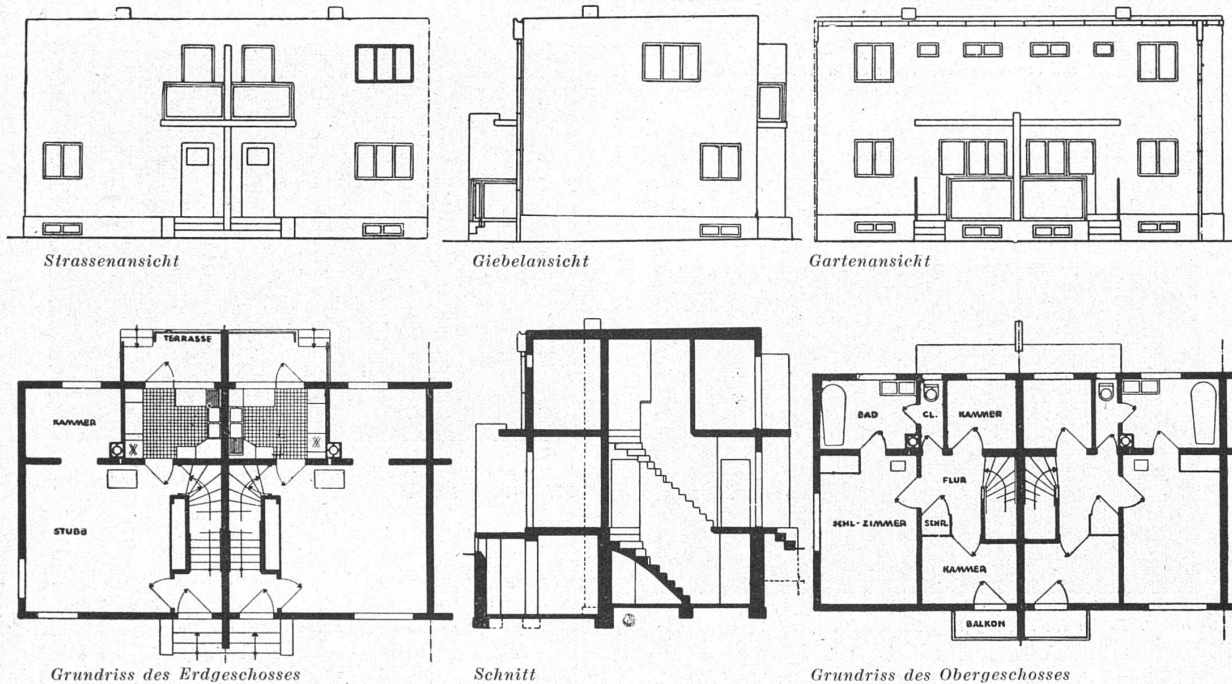 Strassenansicht
Giebelansicht
Gartenansicht
TERRASSE
KAMMER
STUBB
BAD
CL.
KAMMER
FLUR
SCHL-ZIMMER
SCHR.
KAMMER
BALKON
Grundriss des Erdgeschosses
Schnitt
Grundriss des Obergeschosses